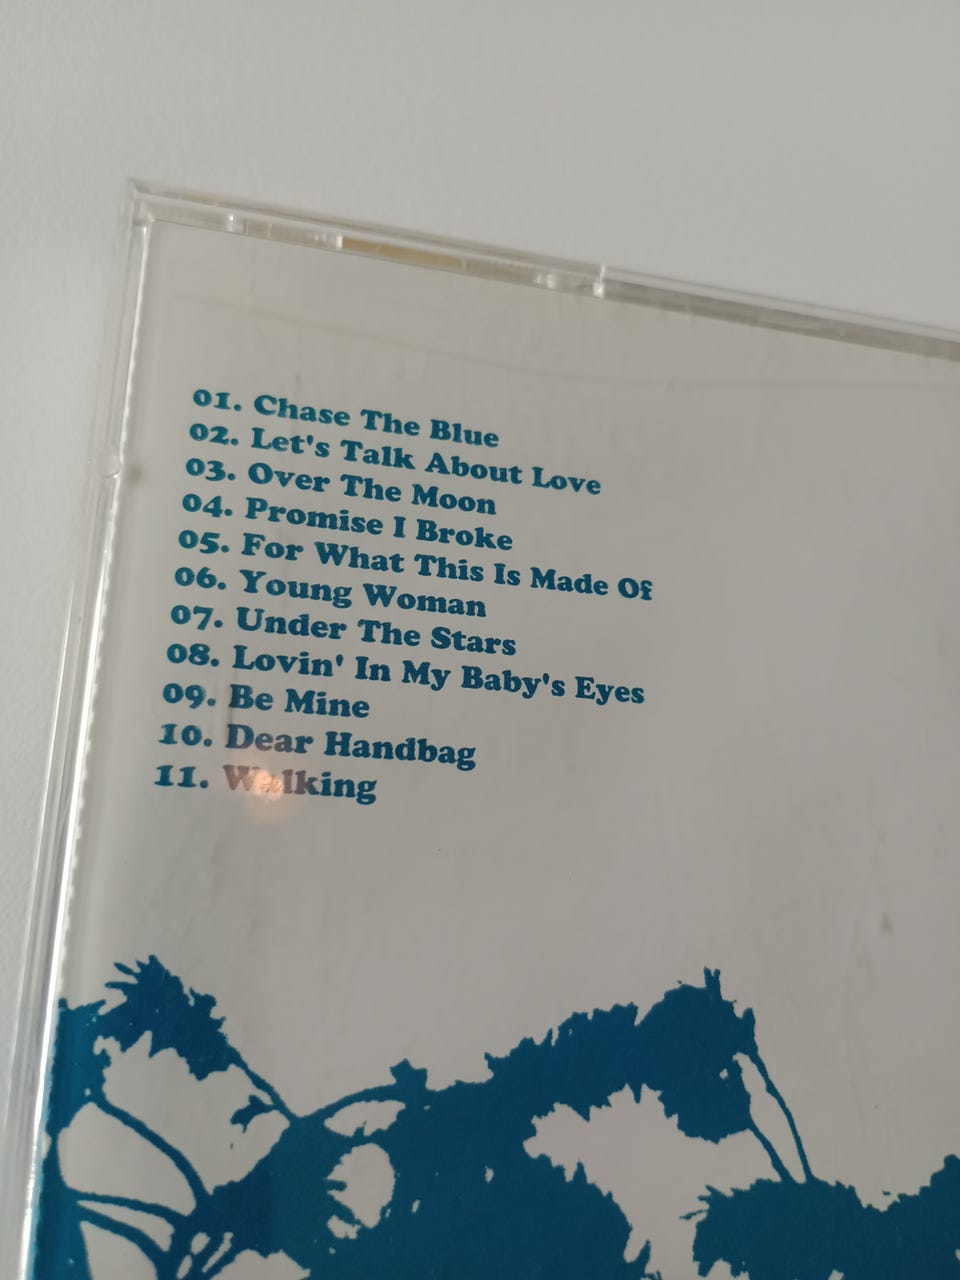 01. Chase The Blue
02. Let's Talk About Love
03. Over The Moon
04. Promise I Broke
05. For What This Is Made Of
06. Young Woman
07. Under The Stars
08. Lovin' In My Baby's Eyes
09. Be Mine
10. Dear Handbag
11. Walking